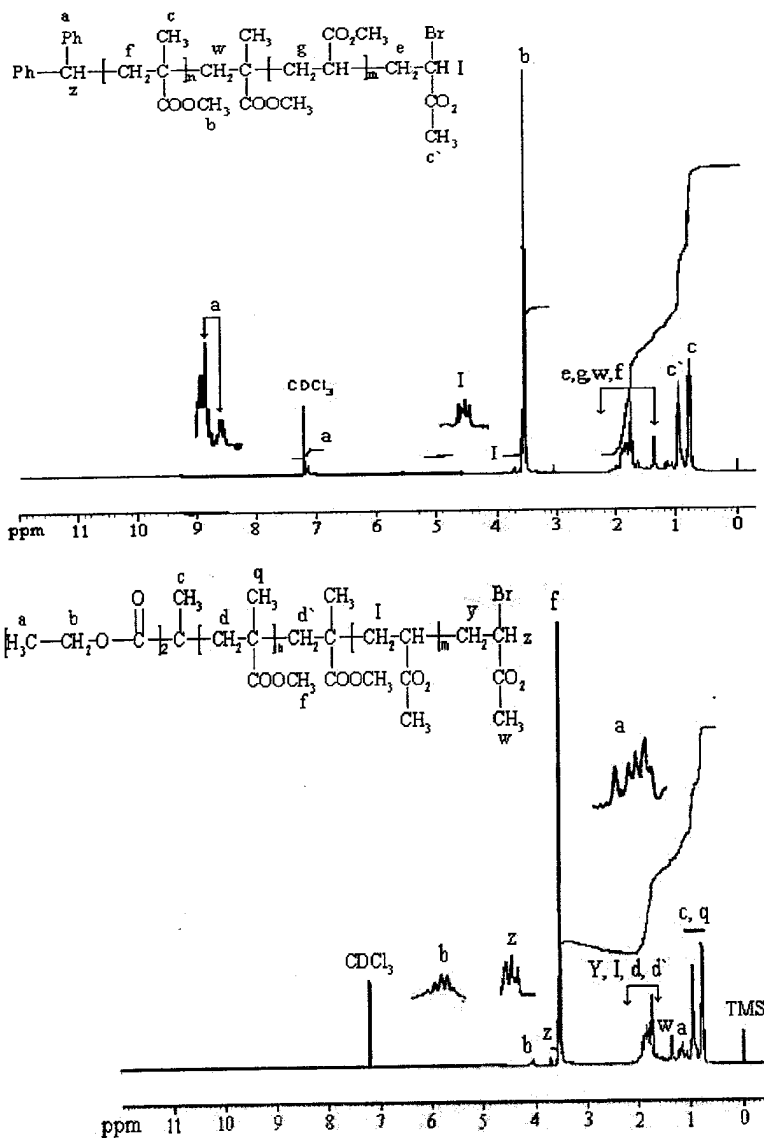 a
Ph
c
CH₃
w
CH₃
CO₂CH₃
Br
Ph—CH—[—CH₂—C—]ₙ—CH₂—C—[—CH₂—CH—]ₘ—CH₂—CH I
f
g
e
z
COOCH₃
COOCH₃
CO₂
b
CH₃
c`
b
a
CDCl₃
I
a
I
e,g,w,f
c`
c
ppm 11 10 9 8 7 6 5 4 3 2 1 0
c
CH₃
q
CH₃
CH₃
Br
a
b
O
d
d`
I
y
[H₃C—CH₂—O—C—]₂—C—[—CH₂—C—]ₙ—CH₂—C—[—CH₂—CH—]ₘ—CH₂—CH z
COOCH₃ COOCH₃ CO₂
CO₂
f
CH₃
CH₃
w
f
a
CDCl₃
b
z
c, q
Y, I, d, d`
b
z
w
a
TMS
ppm 11 10 9 8 7 6 5 4 3 2 1 0